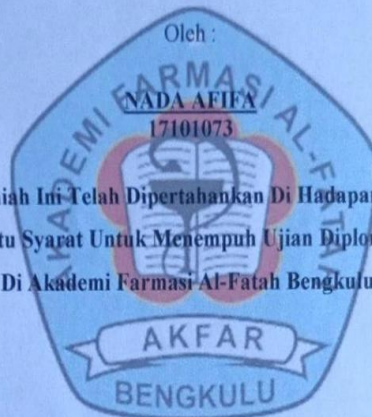 Oleh :
NADA AFIFA
17101073
iah Ini Telah Dipertahankan Di Hadapan
tu Syarat Untuk Menempuh Ujian Diplo
Di Akademi Farmasi Al-Fatah Bengkulu
AKADEMI FARMASI AL-FATAH
AKFAR
BENGKULU